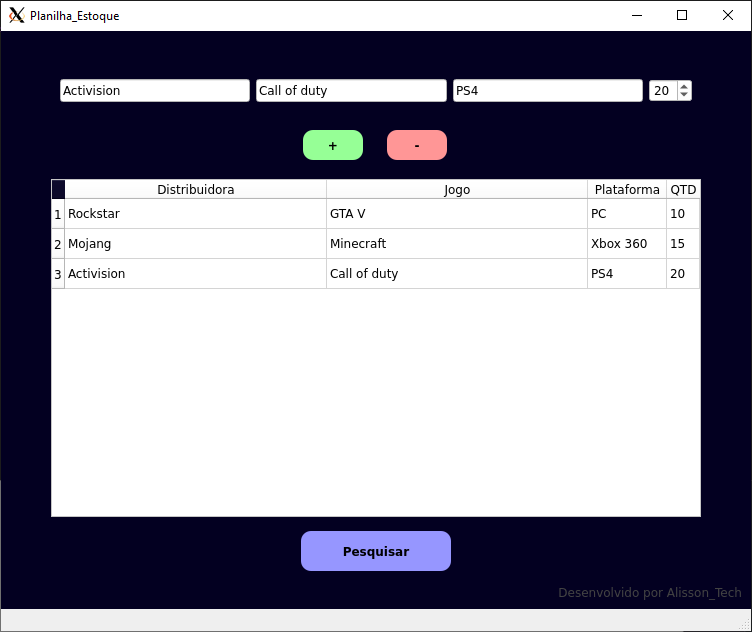 Planilha_Estoque
Activision Call of duty PS4 20
+ -
Distribuidora Jogo Plataforma QTD
1 Rockstar GTA V PC 10
2 Mojang Minecraft Xbox 360 15
3 Activision Call of duty PS4 20
Pesquisar
Desenvolvido por Alisson_Tech